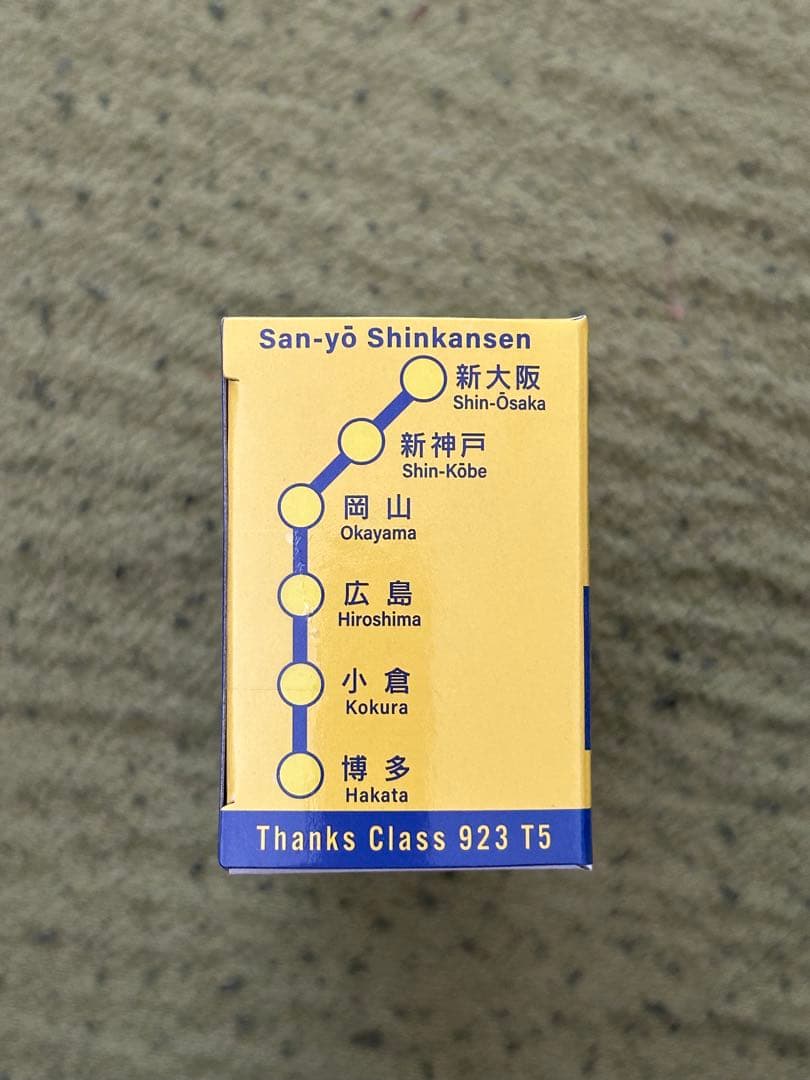 San-yō Shinkansen
新大阪
Shin-Ōsaka
新神戸
Shin-Kōbe
岡山
Okayama
広島
Hiroshima
小倉
Kokura
博多
Hakata
Thanks Class 923 T5